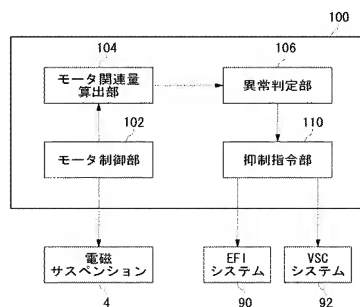 100
104
106
モータ関連量
算出部
異常判定部
102
110
モータ制御部
抑制指令部
電磁
サスペンション
EFI
システム
VSC
システム
4
90
92